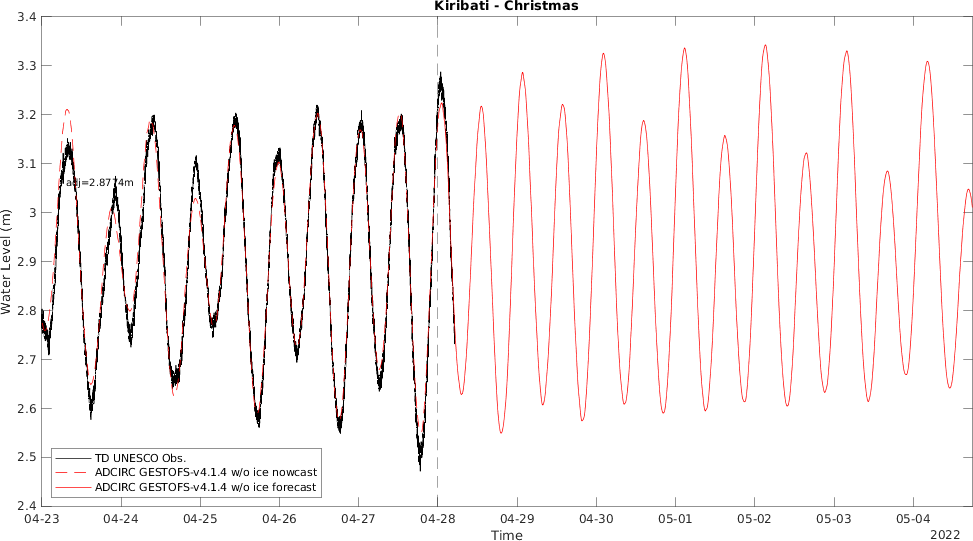 Kiribati - Christmas
3.4
3.3
3.2
3.1
3
2.9
2.8
2.7
2.6
2.5
2.4
Water Level (m)
adj=2.8774m
TD UNESCO Obs.
ADCIRC GESTOFS-v4.1.4 w/o ice nowcast
ADCIRC GESTOFS-v4.1.4 w/o ice forecast
04-23 04-24 04-25 04-26 04-27 04-28 04-29 04-30 05-01 05-02 05-03 05-04
Time
2022